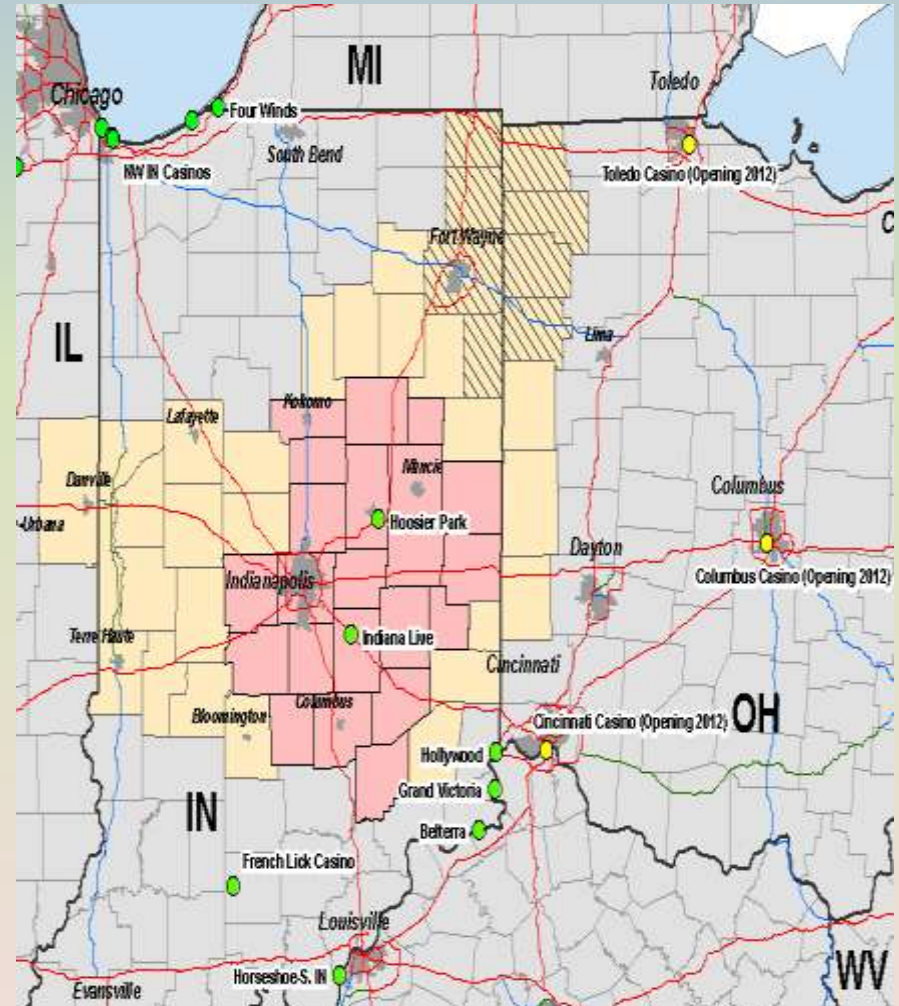 MI
Toledo
Chicago
Four Winds
South Bend
NW IN Casinos
Toledo Casino (Opening 2012)
C
Fort Wayne
IL
Lima
Kokomo
Lafayette
Muncie
Danville
Columbus
-Urbana
Hoosier Park
Dayton
Indianapolis
Columbus Casino (Opening 2012)
Terre Haute
Indiana Live
Cincinnati
Bloomington
Columbus
Cincinnati Casino (Opening 2012)
OH
Hollywood
Grand Victoria
IN
Belterra
French Lick Casino
Louisville
WV
Horseshoe-S. IN
Evansville